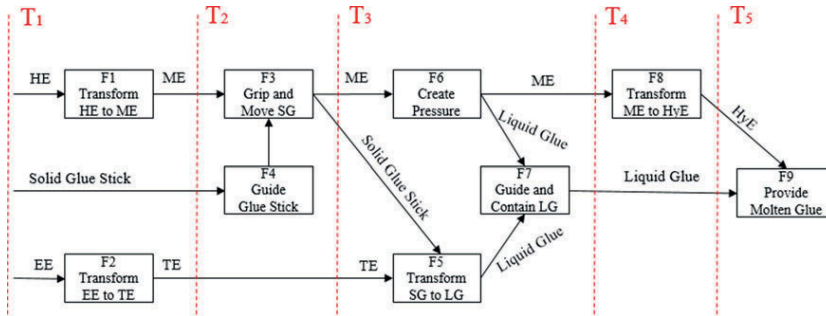 T1
T2
T3
T4
T5
HE
F1
Transform
HE to ME
ME
F3
Grip and
Move SG
ME
F6
Create
Pressure
ME
F8
Transform
ME to HyE
HyE
Liquid Glue
Solid Glue Stick
Solid Glue Stick
F4
Guide
Glue Stick
F7
Guide and
Contain LG
Liquid Glue
F9
Provide
Molten Glue
EE
F2
Transform
EE to TE
TE
TE
F5
Transform
SG to LG
Liquid Glue